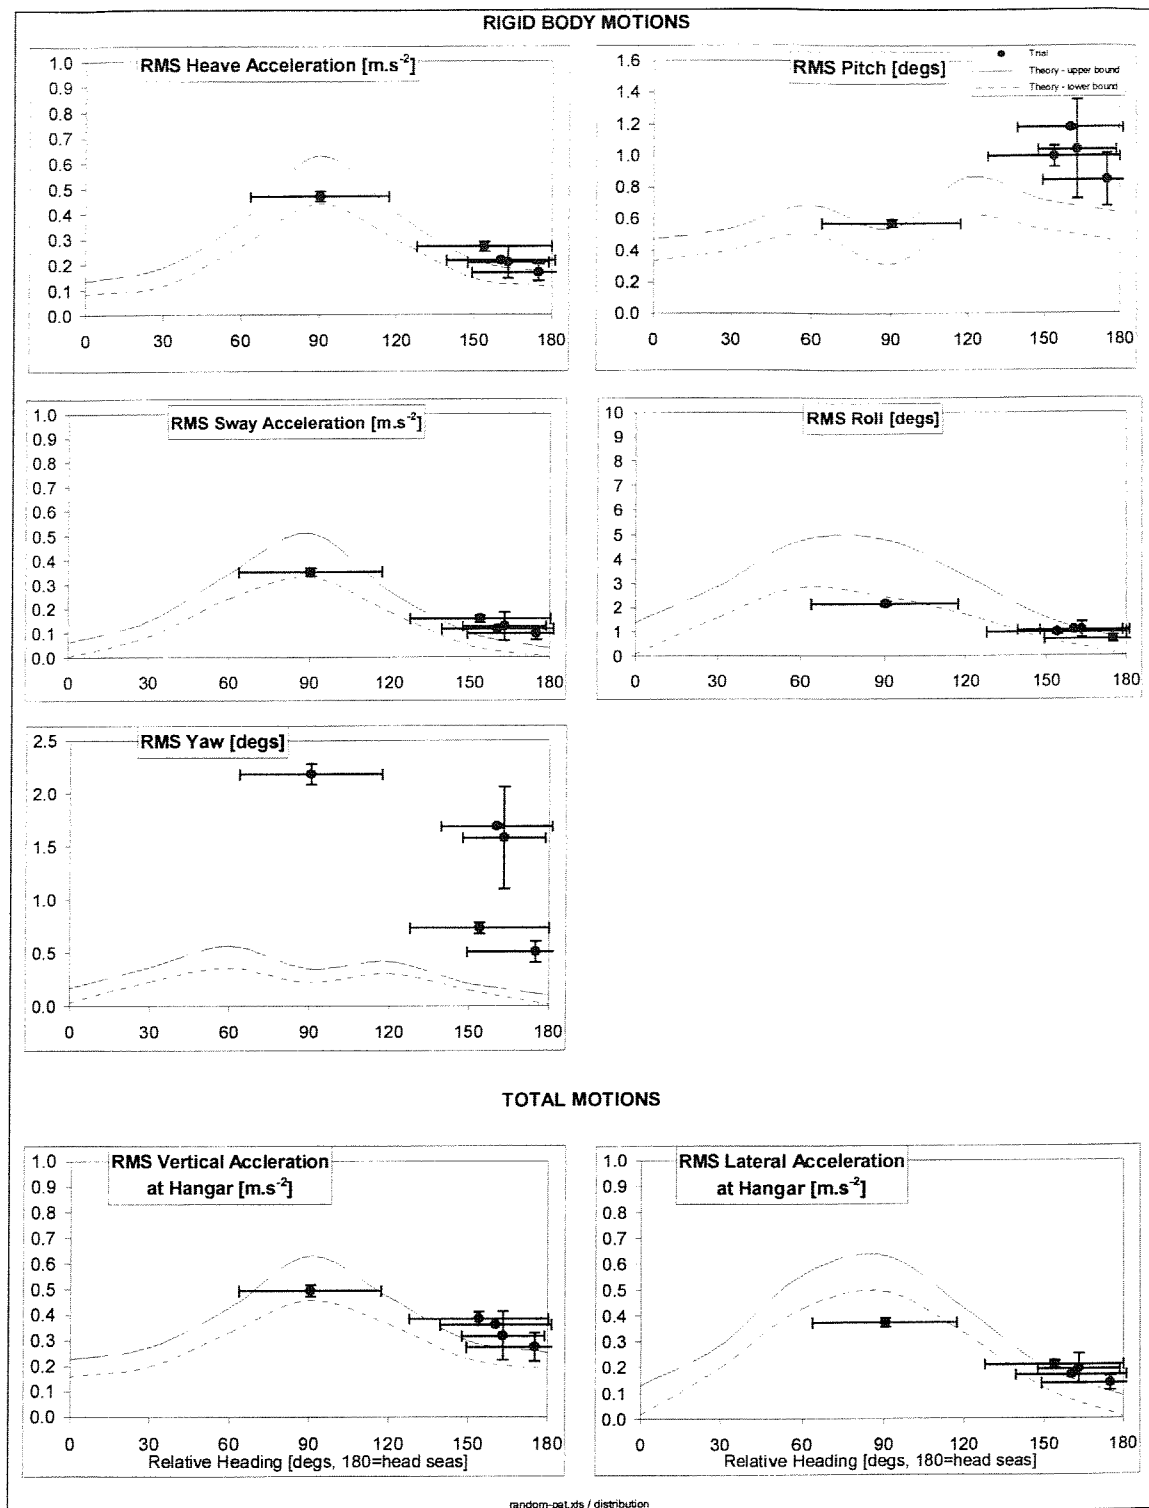 RIGID BODY MOTIONS
RMS Heave Acceleration [m.s-2]
1.0
0.9
0.8
0.7
0.6
0.5
0.4
0.3
0.2
0.1
0.0
0 30 60 90 120 150 180
RMS Pitch [degs]
Trial
Theory - upper bound
Theory - lower bound
1.6
1.4
1.2
1.0
0.8
0.6
0.4
0.2
0.0
0 30 60 90 120 150 180
RMS Sway Acceleration [m.s-2]
1.0
0.9
0.8
0.7
0.6
0.5
0.4
0.3
0.2
0.1
0.0
0 30 60 90 120 150 180
RMS Roll [degs]
10
9
8
7
6
5
4
3
2
1
0
0 30 60 90 120 150 180
RMS Yaw [degs]
2.5
2.0
1.5
1.0
0.5
0.0
0 30 60 90 120 150 180
TOTAL MOTIONS
RMS Vertical Accleration
at Hangar [m.s-2]
1.0
0.9
0.8
0.7
0.6
0.5
0.4
0.3
0.2
0.1
0.0
0 30 60 90 120 150 180
Relative Heading [degs, 180=head seas]
RMS Lateral Acceleration
at Hangar [m.s-2]
1.0
0.9
0.8
0.7
0.6
0.5
0.4
0.3
0.2
0.1
0.0
0 30 60 90 120 150 180
Relative Heading [degs, 180=head seas]
random-pat.xls / distribution